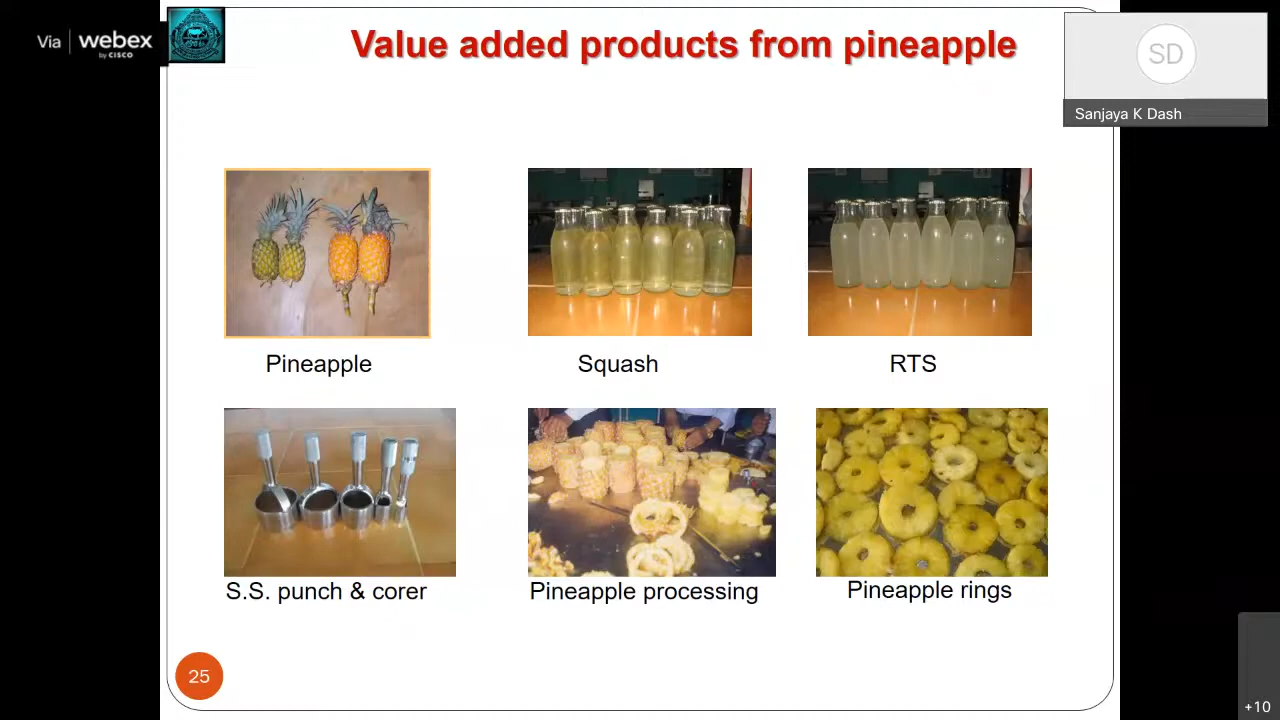 Via webex
by CISCO
Value added products from pineapple
SD
Sanjaya K Dash
Pineapple
Squash
RTS
S.S. punch & corer
Pineapple processing
Pineapple rings
25
+10